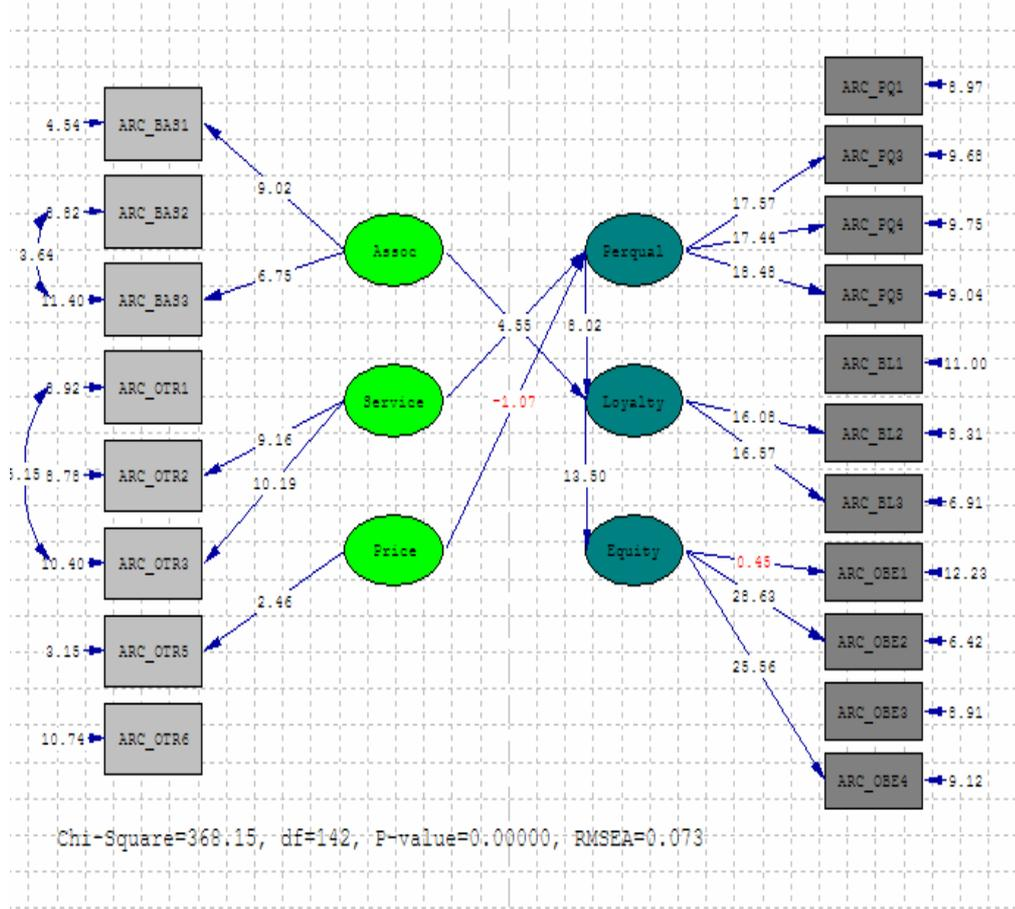 ARC_BAS1
4.54
ARC_BAS2
8.82
3.64
ARC_BAS3
11.40
ARC_OTR1
8.92
ARC_OTR2
8.78
ARC_OTR3
10.40
ARC_OTR5
3.15
ARC_OTR6
10.74
9.02
6.75
9.16
10.19
2.46
Assoc
Service
Price
4.55
8.02
-1.07
13.50
Perqual
Loyalty
Equity
17.57
17.44
18.48
16.08
16.57
0.45
28.63
25.56
ARC_PQ1
8.97
ARC_PQ3
9.68
ARC_PQ4
9.75
ARC_PQ5
9.04
ARC_BL1
11.00
ARC_BL2
8.31
ARC_BL3
6.91
ARC_OBE1
12.23
ARC_OBE2
6.42
ARC_OBE3
8.91
ARC_OBE4
9.12
Chi-Square=368.15, df=142, P-value=0.00000, RMSEA=0.073